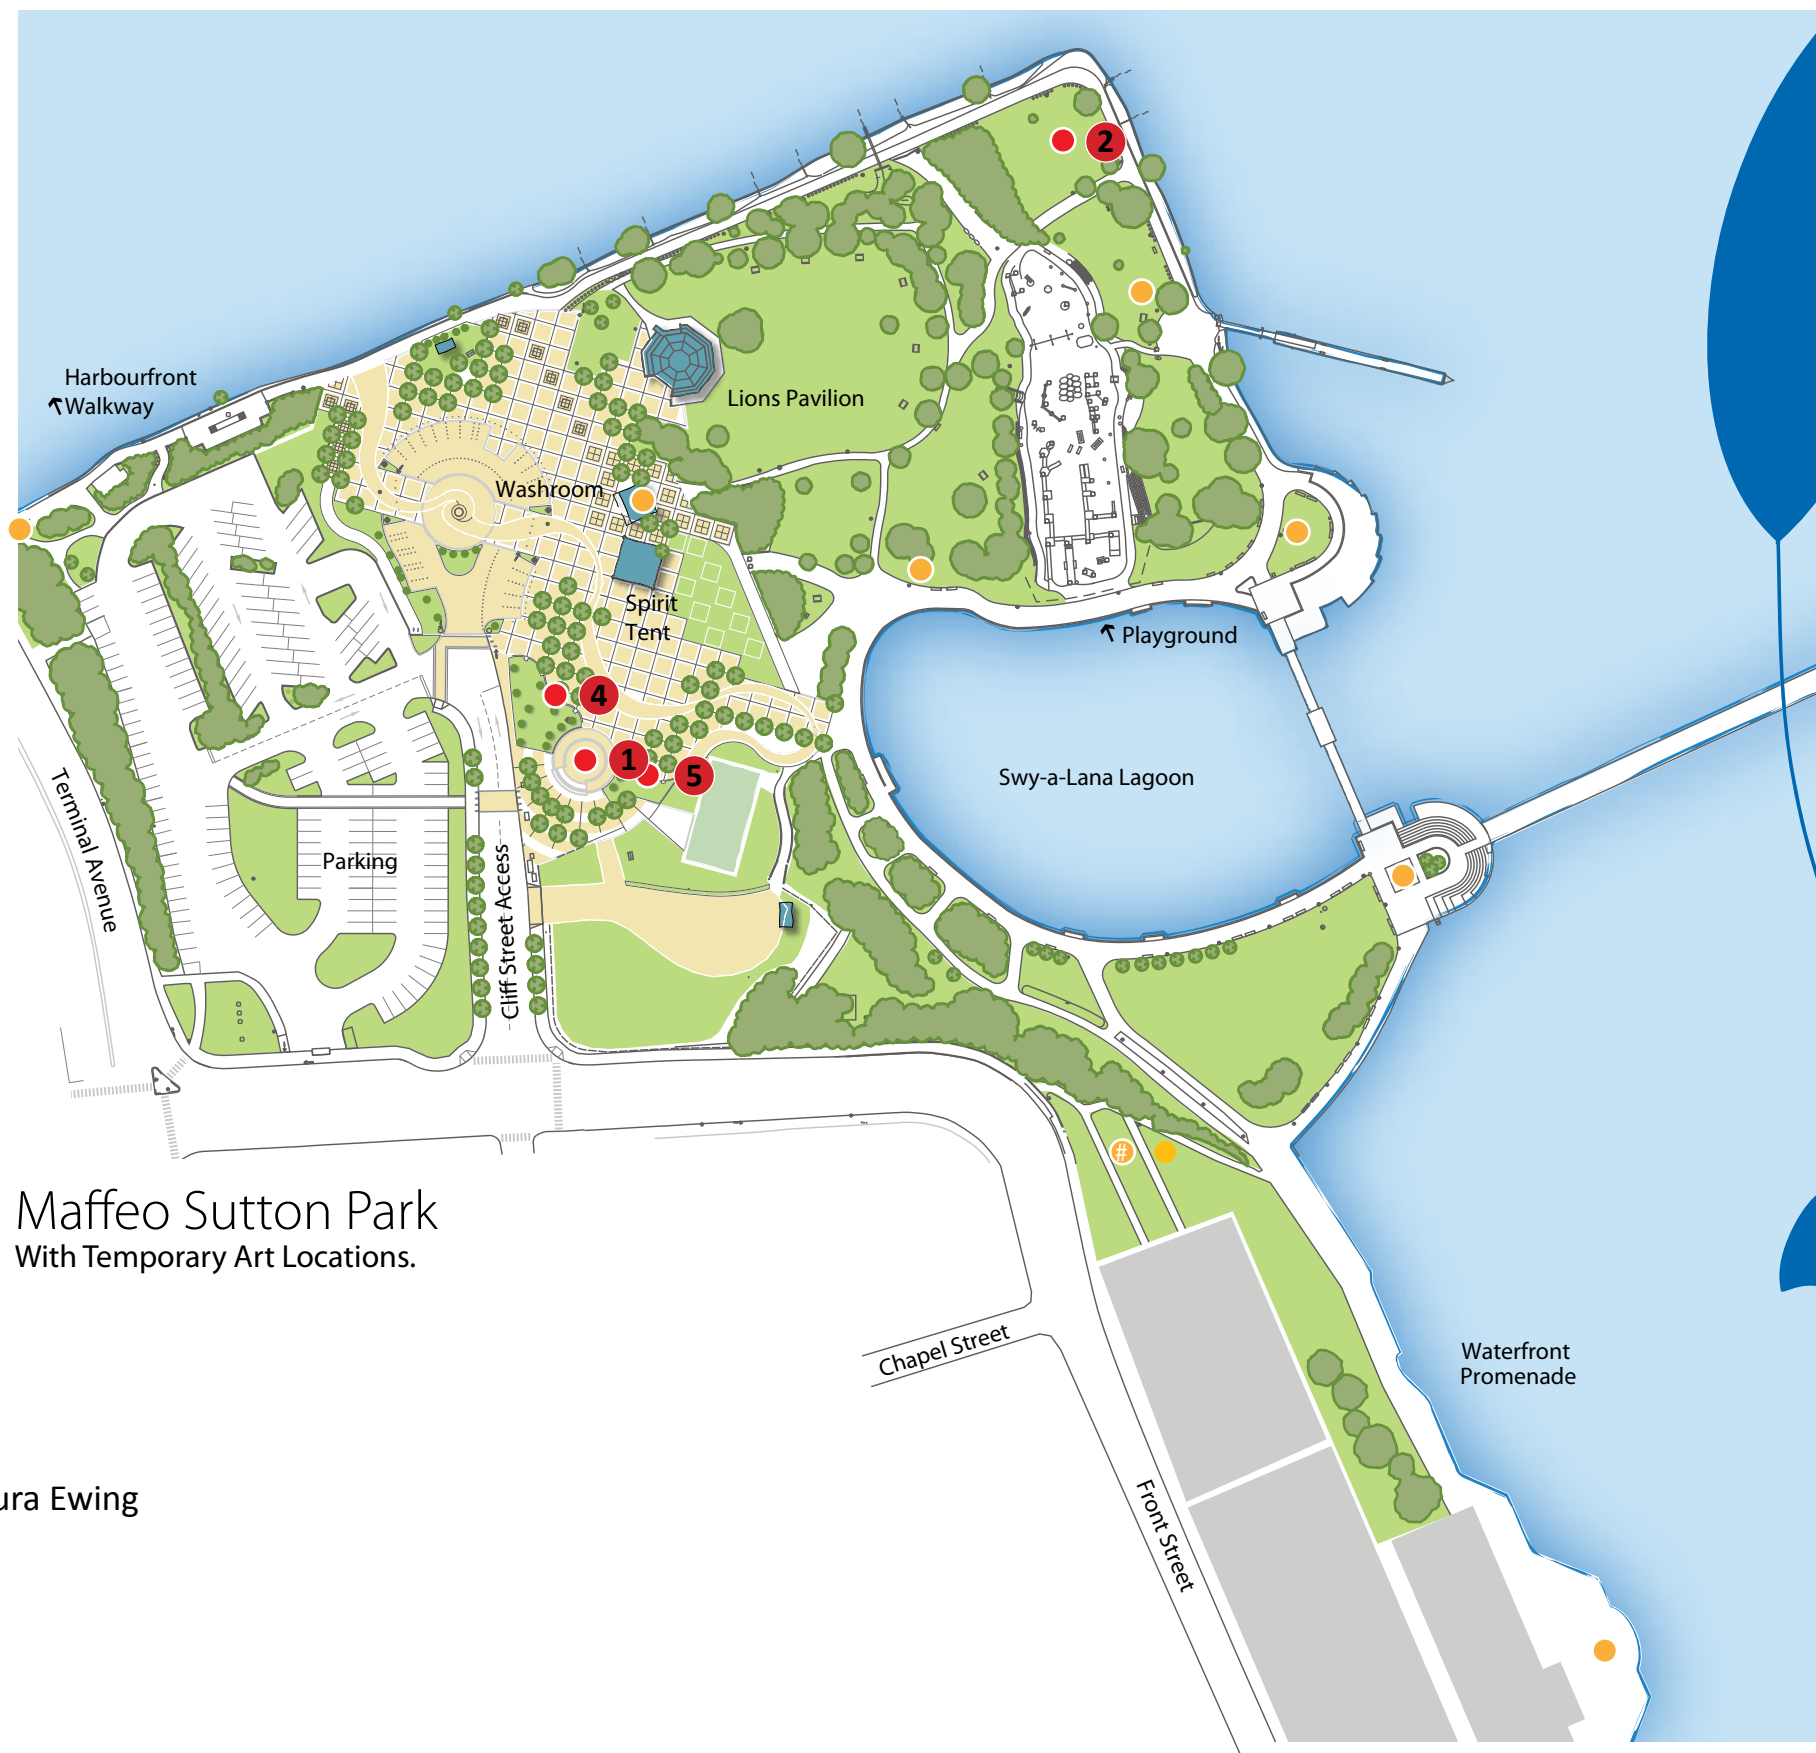 2
Harbourfront
Walkway
Lions Pavilion
Washroom
Spirit
Tent
Playground
4
1
5
Swy-a-Lana Lagoon
Terminal Avenue
Parking
Cliff Street Access
#
Maffeo Sutton Park
With Temporary Art Locations.
Chapel Street
Waterfront
Promenade
Front Street
ura Ewing